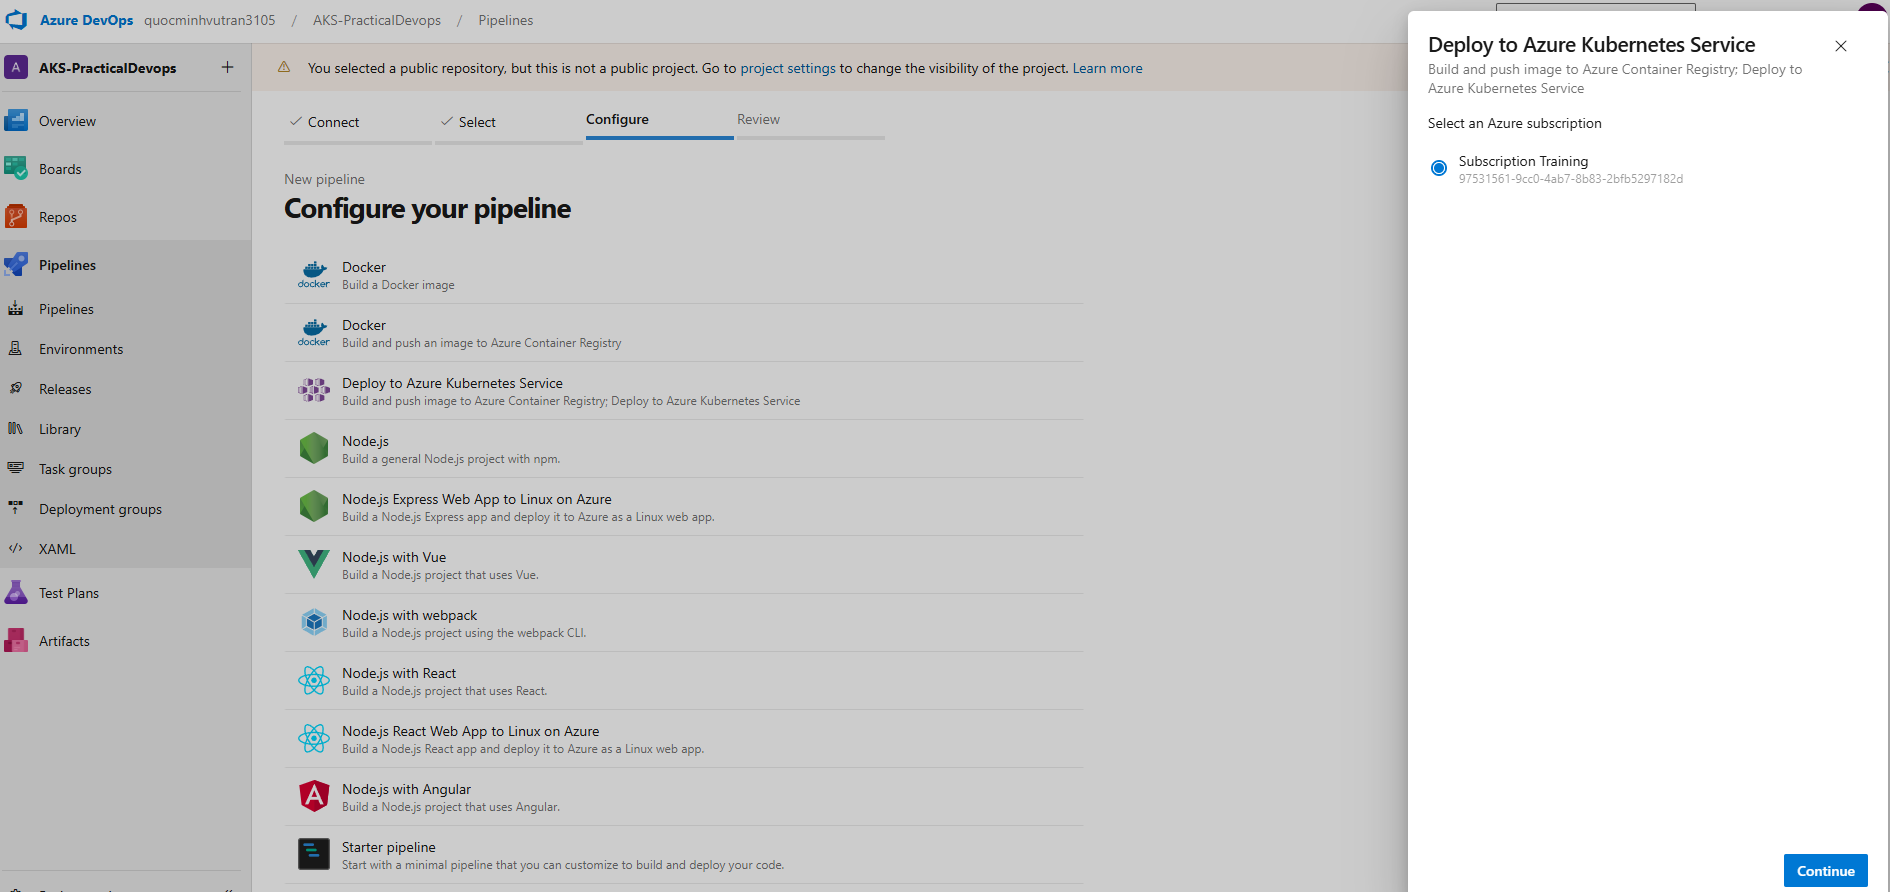 Azure DevOps quocminhvutran3105 / AKS-PracticalDevops / Pipelines
A AKS-PracticalDevops +
Overview
Boards
Repos
Pipelines
Pipelines
Environments
Releases
Library
Task groups
Deployment groups
XAML
Test Plans
Artifacts
You selected a public repository, but this is not a public project. Go to project settings to change the visibility of the project. Learn more
Connect
Select
Configure
Review
New pipeline
Configure your pipeline
docker
Docker
Build a Docker image
docker
Docker
Build and push an image to Azure Container Registry
Deploy to Azure Kubernetes Service
Build and push image to Azure Container Registry; Deploy to Azure Kubernetes Service
Node.js
Build a general Node.js project with npm.
Node.js Express Web App to Linux on Azure
Build a Node.js Express app and deploy it to Azure as a Linux web app.
Node.js with Vue
Build a Node.js project that uses Vue.
Node.js with webpack
Build a Node.js project using the webpack CLI.
Node.js with React
Build a Node.js project that uses React.
Node.js React Web App to Linux on Azure
Build a Node.js React app and deploy it to Azure as a Linux web app.
Node.js with Angular
Build a Node.js project that uses Angular.
Starter pipeline
Start with a minimal pipeline that you can customize to build and deploy your code.
Deploy to Azure Kubernetes Service
Build and push image to Azure Container Registry; Deploy to
Azure Kubernetes Service
Select an Azure subscription
Subscription Training
97531561-9cc0-4ab7-8b83-2bfb5297182d
Continue